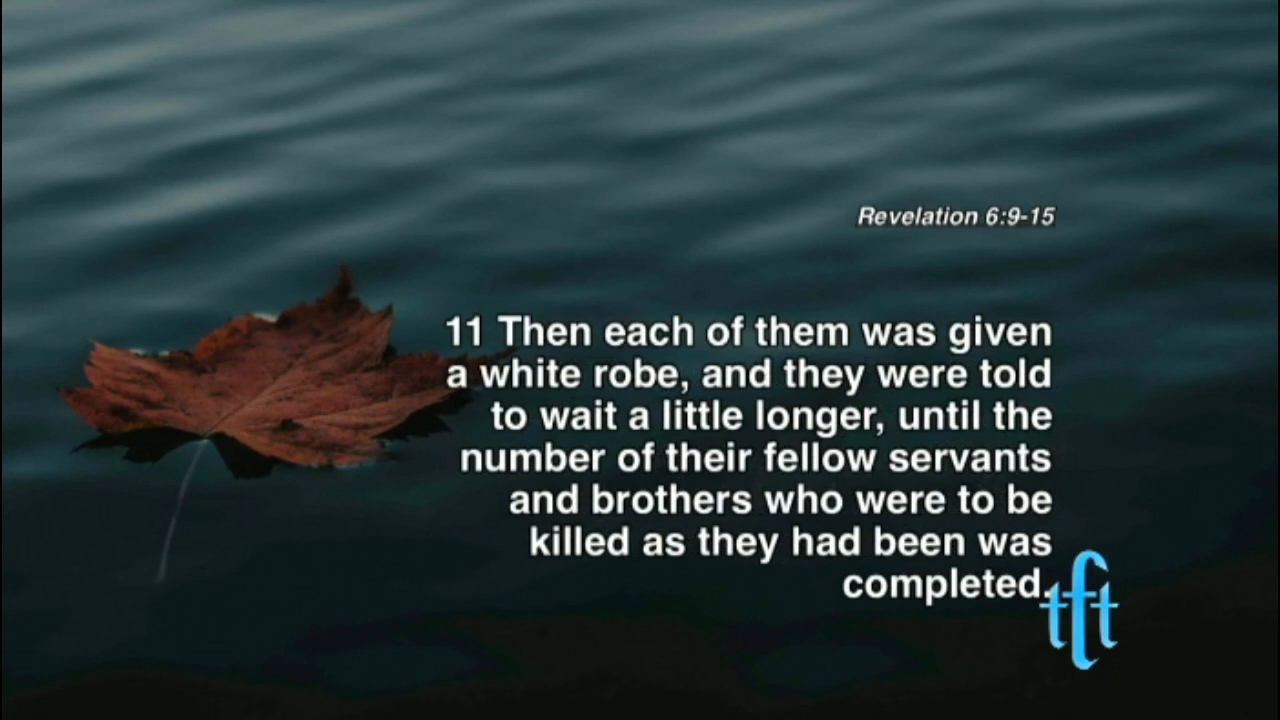 Revelation 6:9-15
11 Then each of them was given
a white robe, and they were told
to wait a little longer, until the
number of their fellow servants
and brothers who were to be
killed as they had been was
completed.
tft